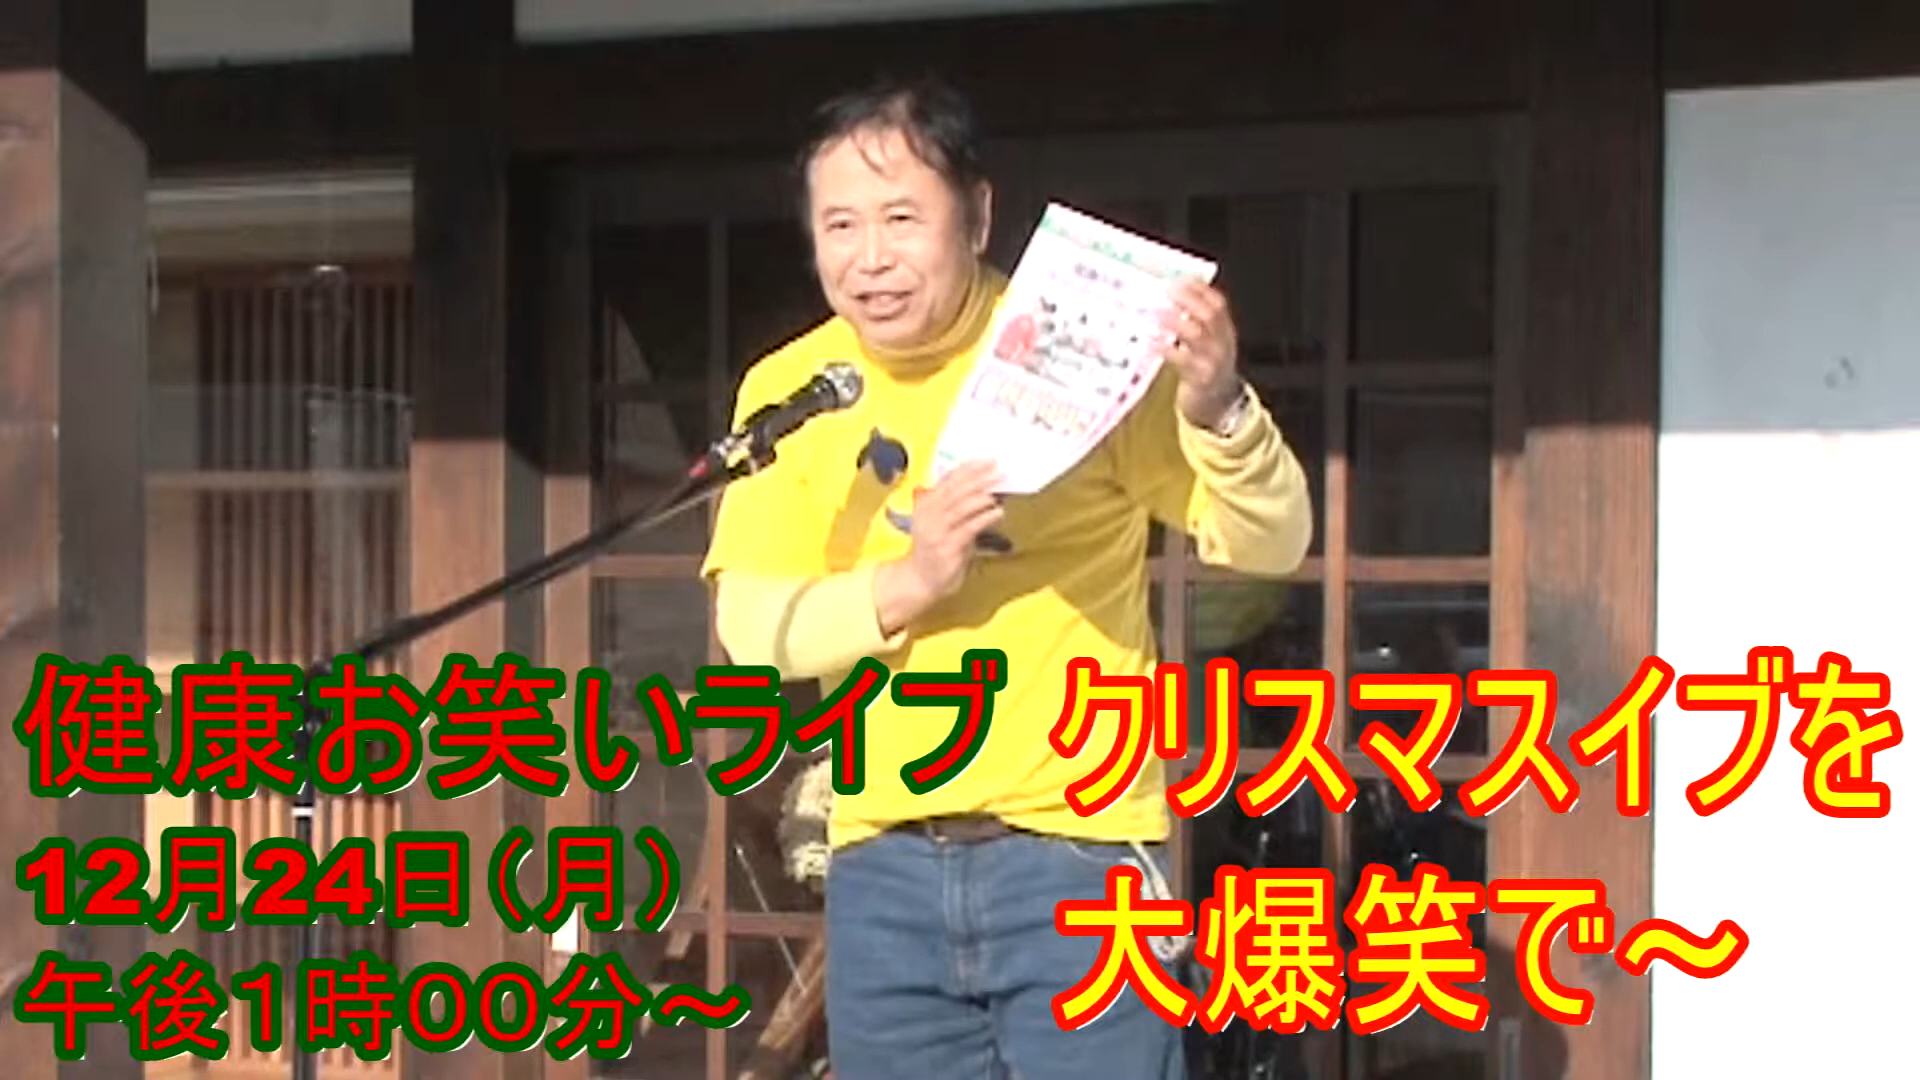 健康お笑いライブ
12月24日（月）
午後１時００分～
クリスマスイブを
大爆笑で～